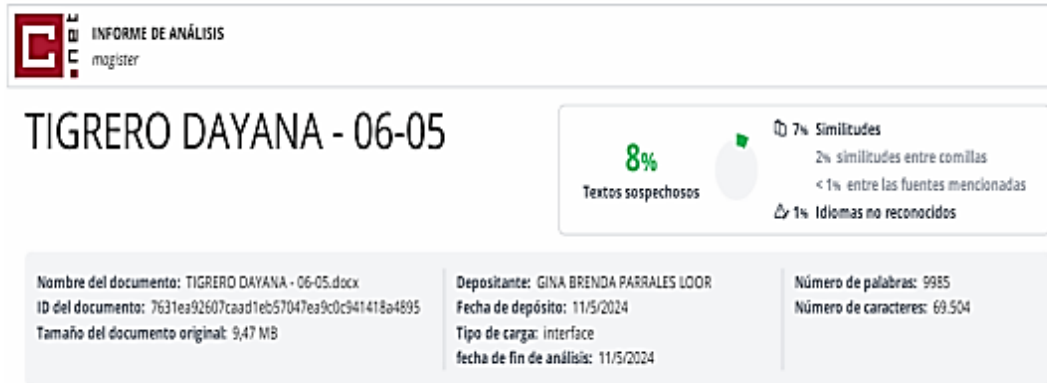 C
.net
INFORME DE ANÁLISIS
magister
TIGRERO DAYANA - 06-05
8%
Textos sospechosos
7% Similitudes
2% similitudes entre comillas
< 1% entre las fuentes mencionadas
1% Idiomas no reconocidos
Nombre del documento: TIGRERO DAYANA - 06-05.docx
ID del documento: 7631ea92607caad1eb57047ea9c0c941418a4895
Tamaño del documento original: 9,47 MB
Depositante: GINA BRENDA PARRALES LOOR
Fecha de depósito: 11/5/2024
Tipo de carga: interface
fecha de fin de análisis: 11/5/2024
Número de palabras: 9985
Número de caracteres: 69.504